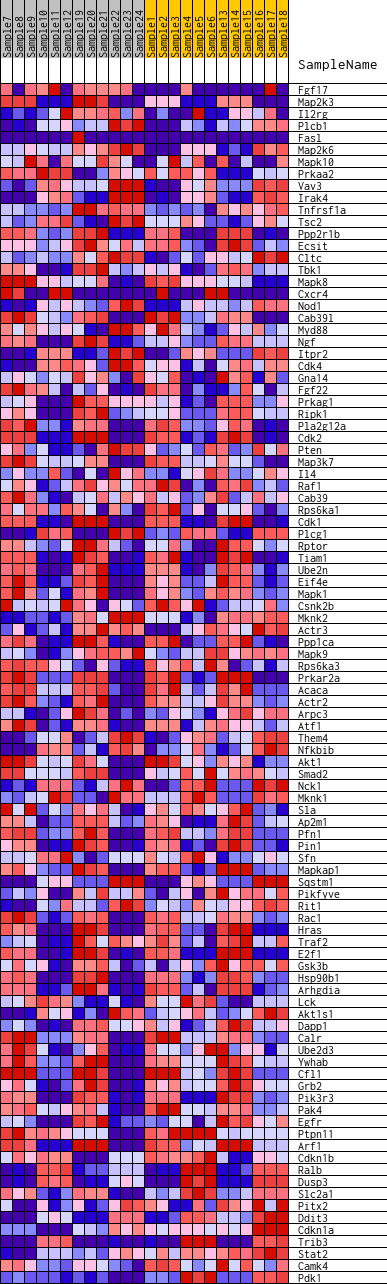 Sample7
Sample8
Sample9
Sample10
Sample11
Sample12
Sample19
Sample20
Sample21
Sample22
Sample23
Sample24
Sample1
Sample2
Sample3
Sample4
Sample5
Sample6
Sample13
Sample14
Sample15
Sample16
Sample17
Sample18
SampleName
Fgf17
Map2k3
Il2rg
Plcb1
Fasl
Map2k6
Mapk10
Prkaa2
Vav3
Irak4
Tnfrsf1a
Tsc2
Ppp2r1b
Ecsit
Cltc
Tbk1
Mapk8
Cxcr4
Nod1
Cab39l
Myd88
Ngf
Itpr2
Cdk4
Gna14
Fgf22
Prkag1
Ripk1
Pla2g12a
Cdk2
Pten
Map3k7
Il4
Raf1
Cab39
Rps6ka1
Cdk1
Plcg1
Rptor
Tiam1
Ube2n
Eif4e
Mapk1
Csnk2b
Mknk2
Actr3
Ppp1ca
Mapk9
Rps6ka3
Prkar2a
Acaca
Actr2
Arpc3
Atf1
Them4
Nfkbib
Akt1
Smad2
Nck1
Mknk1
Sla
Ap2m1
Pfn1
Pin1
Sfn
Mapkap1
Sqstm1
Pikfyve
Rit1
Rac1
Hras
Traf2
E2f1
Gsk3b
Hsp90b1
Arhgdia
Lck
Akt1s1
Dapp1
Calr
Ube2d3
Ywhab
Cfl1
Grb2
Pik3r3
Pak4
Egfr
Ptpn11
Arf1
Cdkn1b
Ralb
Dusp3
Slc2a1
Pitx2
Ddit3
Cdkn1a
Trib3
Stat2
Camk4
Pdk1